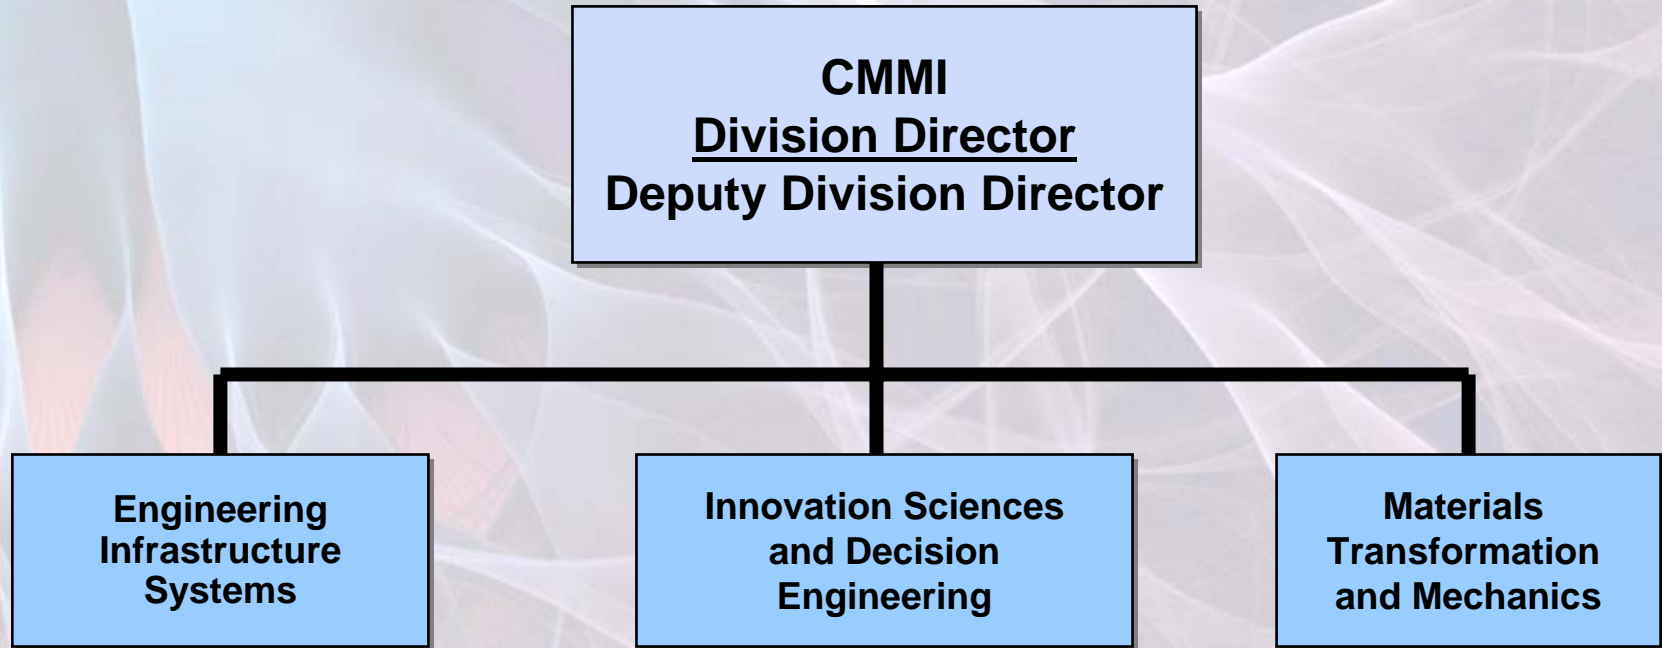 CMMI
Division Director
Deputy Division Director
Engineering
Infrastructure
Systems
Innovation Sciences
and Decision
Engineering
Materials
Transformation
and Mechanics